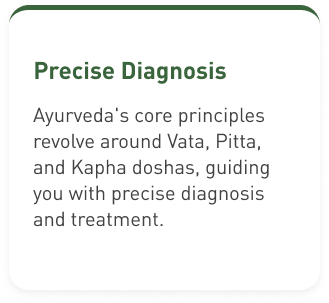 Precise Diagnosis
Ayurveda's core principles
revolve around Vata, Pitta,
and Kapha doshas, guiding
you with precise diagnosis
and treatment.